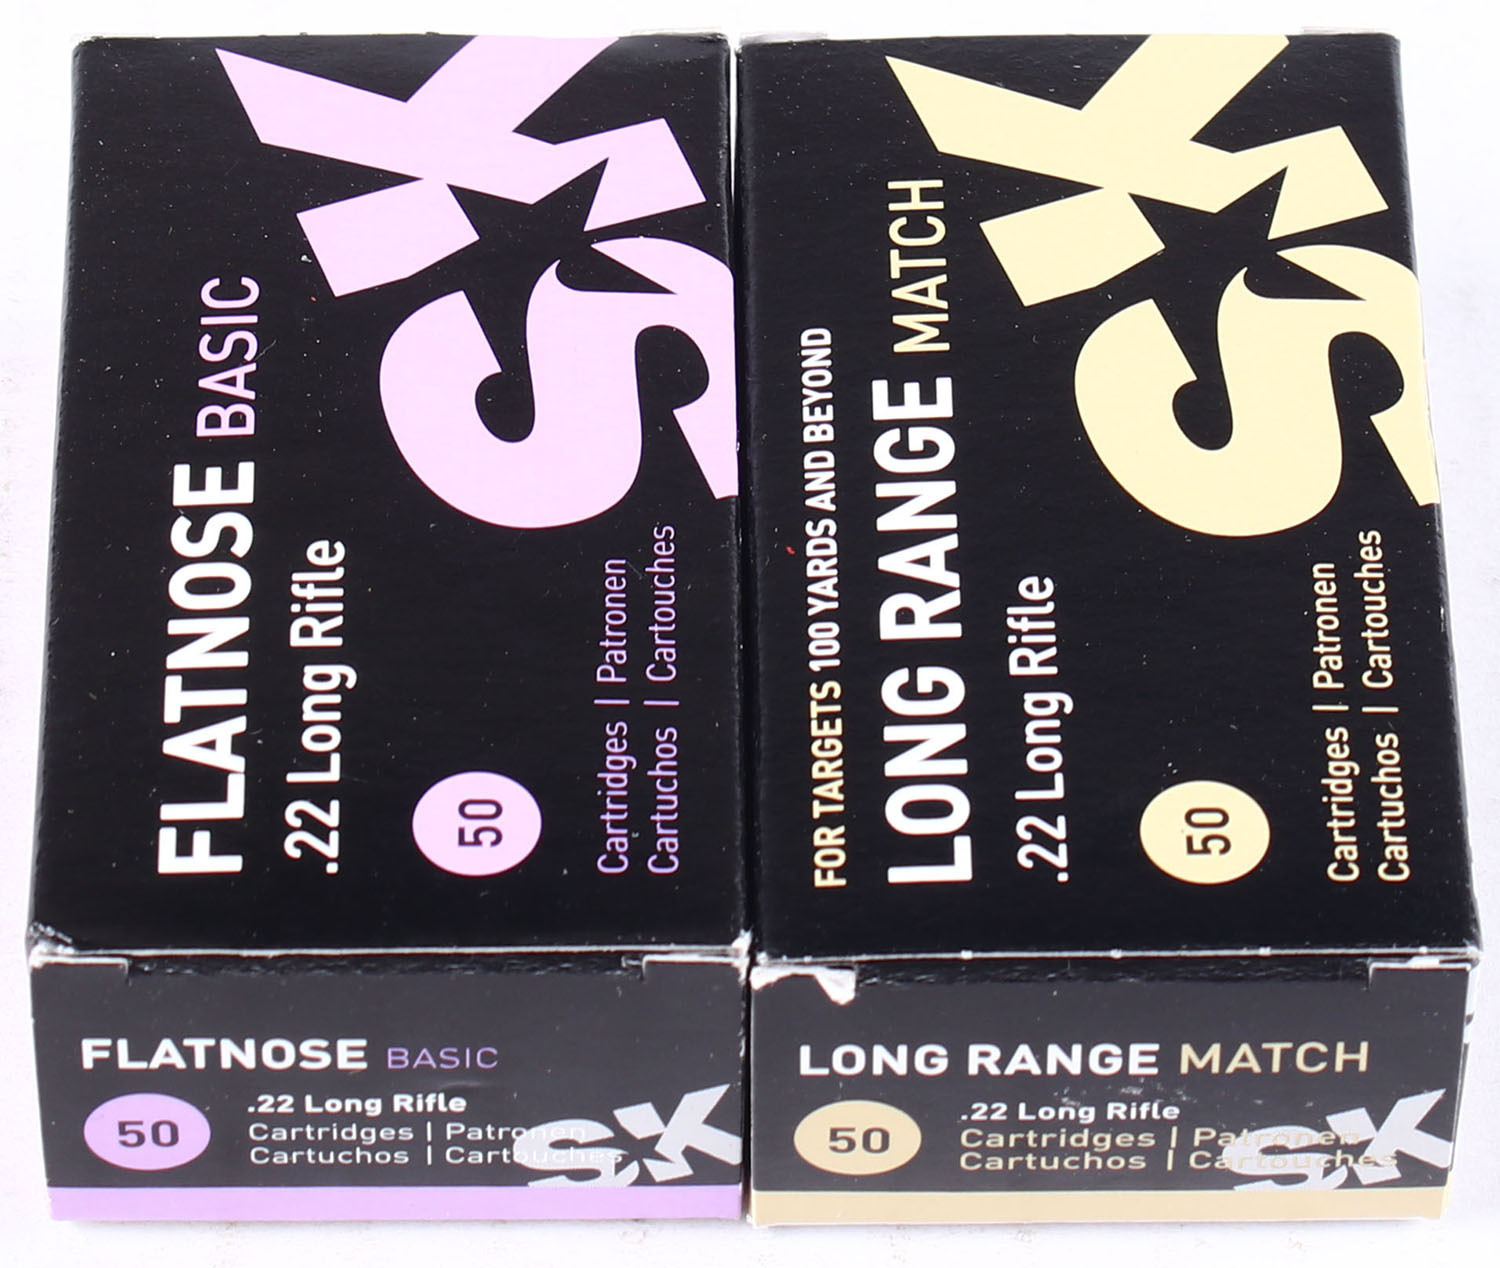 SK
FLATNOSE BASIC
.22 Long Rifle
50
Cartridges | Patronen
Cartuchos | Cartouches
FLATNOSE BASIC
50
.22 Long Rifle
Cartridges | Patronen
Cartuchos | Cartouches
SK
SK
FOR TARGETS 100 YARDS AND BEYOND
LONG RANGE MATCH
.22 Long Rifle
50
Cartridges | Patronen
Cartuchos | Cartouches
LONG RANGE MATCH
50
.22 Long Rifle
Cartridges | Patronen
Cartuchos | Cartouches
SK